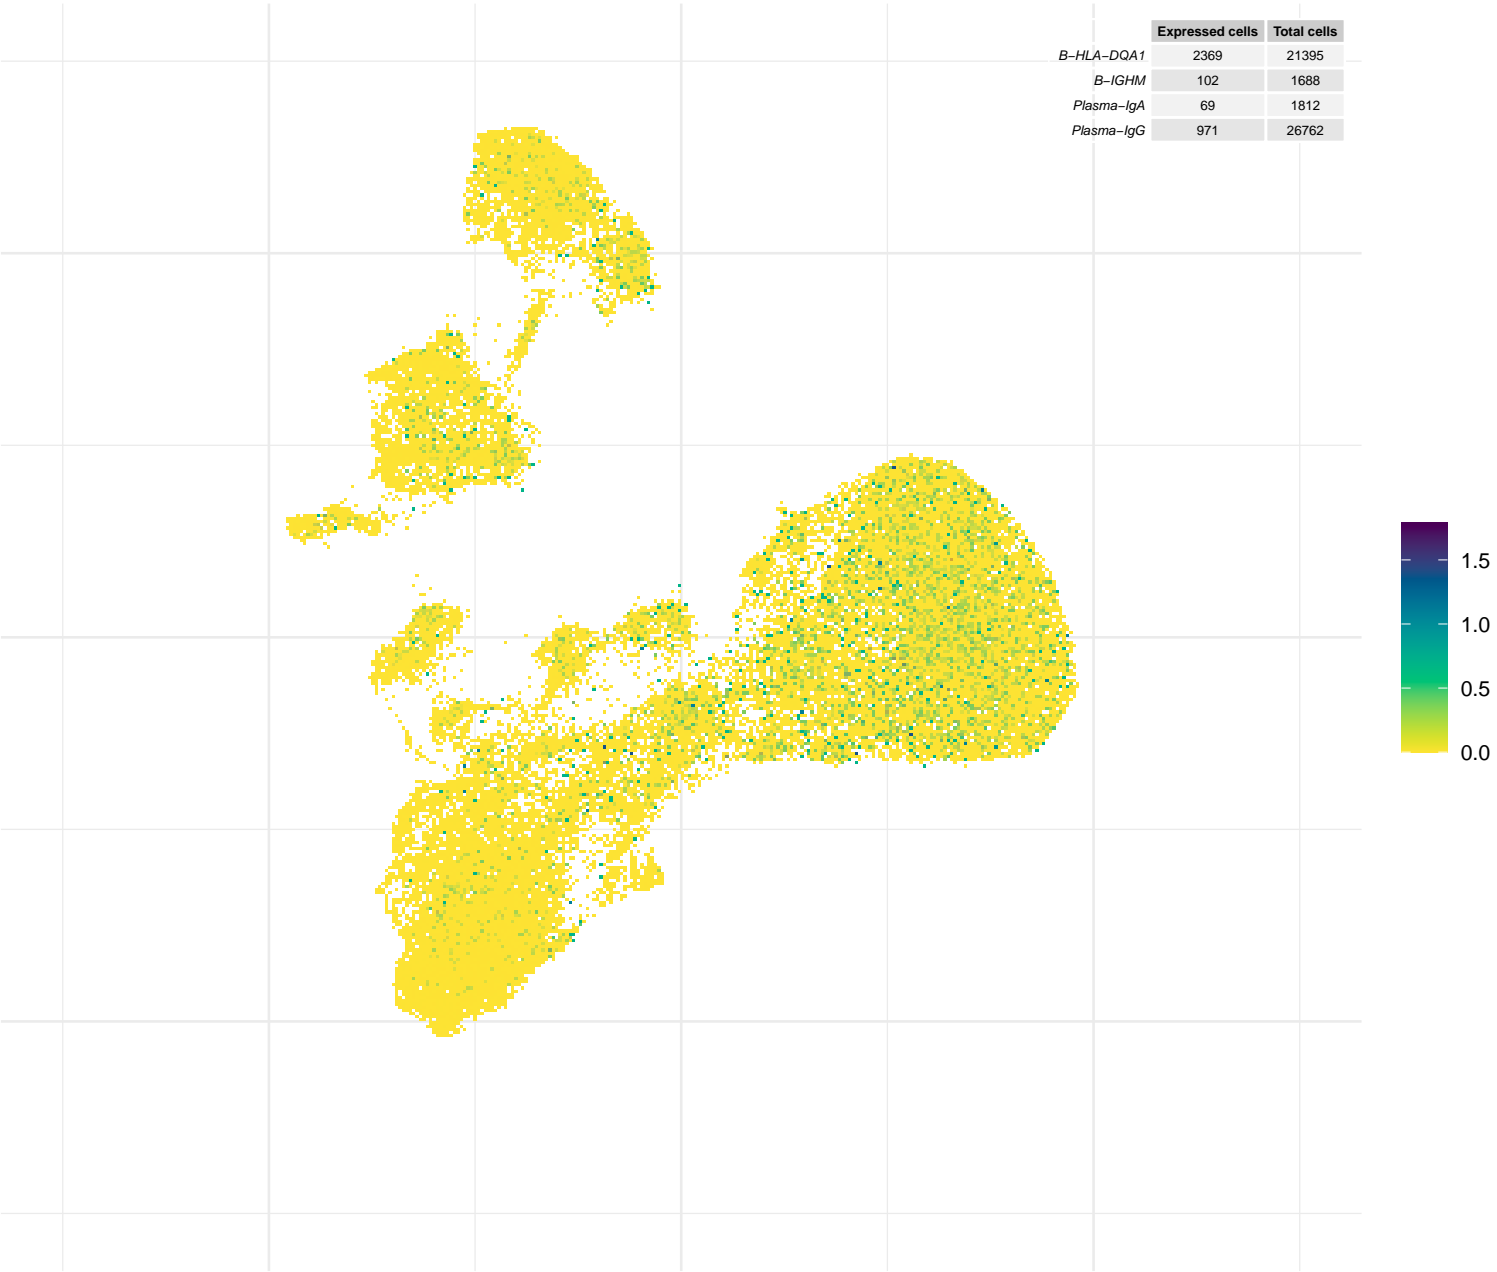 Expressed cells Total cells
B−HLA−DQA1 2369 21395
B−IGHM 102 1688
Plasma−IgA 69 1812
Plasma−IgG 971 26762
1.5
1.0
0.5
0.0